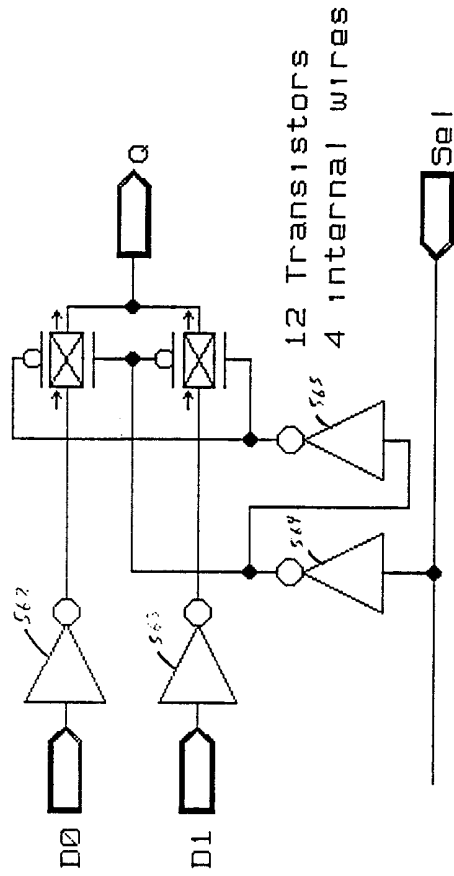 D0
D1
562
563
564
565
Q
12 Transistors
4 internal wires
Sel